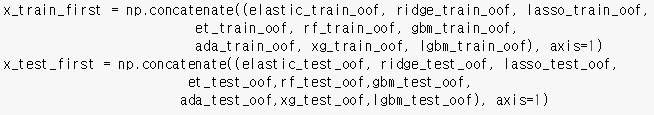 x_train_first = np.concatenate((elastic_train_oof, ridge_train_oof, lasso_train_oof,
et_train_oof, rf_train_oof, gbm_train_oof,
ada_train_oof, xg_train_oof, lgbm_train_oof), axis=1)
x_test_first = np.concatenate((elastic_test_oof, ridge_test_oof, lasso_test_oof,
et_test_oof,rf_test_oof,gbm_test_oof,
ada_test_oof,xg_test_oof,lgbm_test_oof), axis=1)